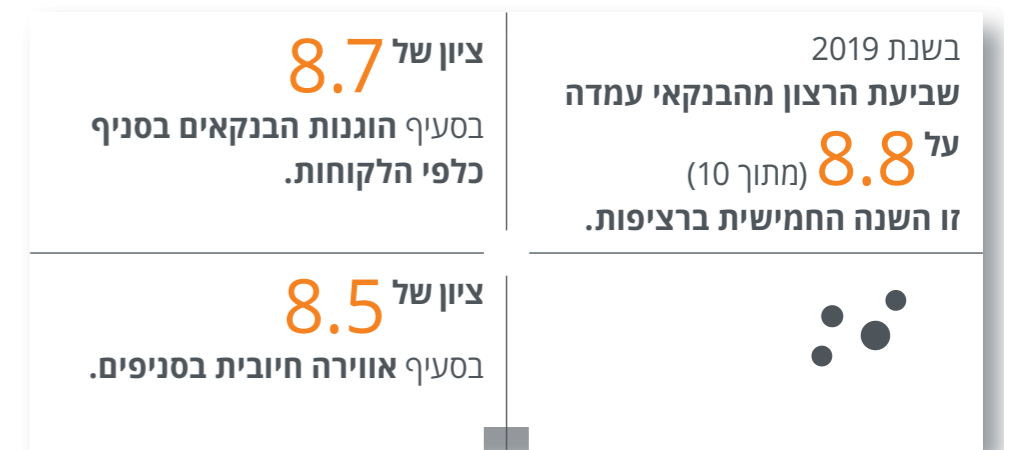 בשנת 2019
שביעת הרצון מהבנקאי עמדה
על 8.8 (מתוך 10)
זו השנה החמישית ברציפות.
ציון של 8.7
בסעיף הוגנות הבנקאים בסניף
כלפי הלקוחות.
ציון של 8.5
בסעיף אווירה חיובית בסניפים.